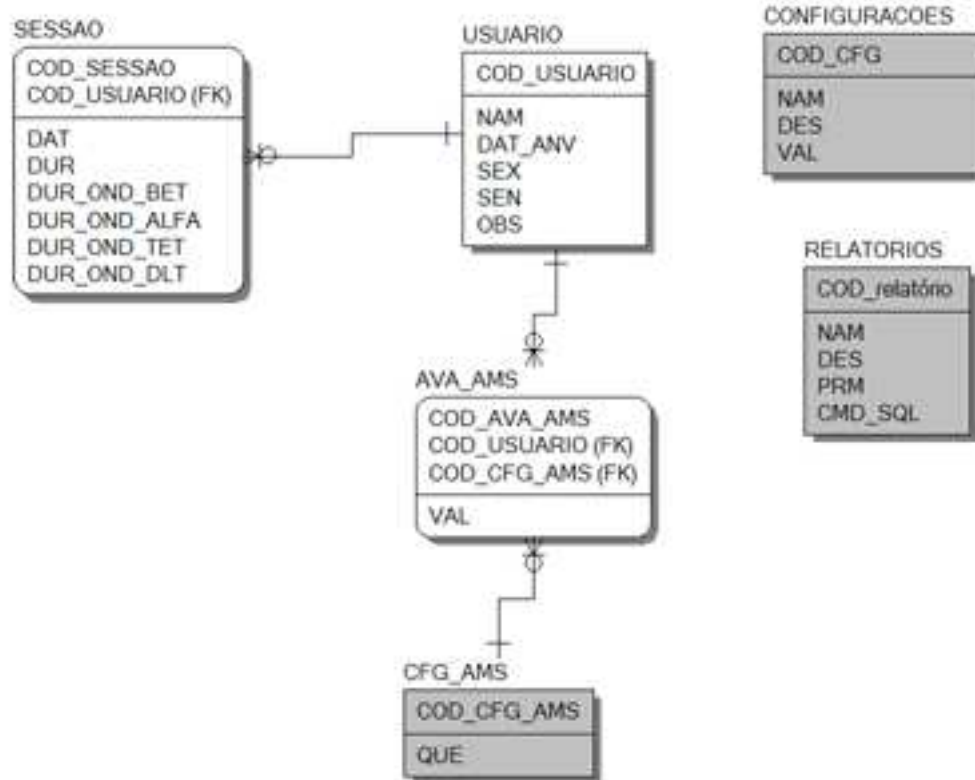 SESSAO
COD_SESSAO
COD_USUARIO (FK)
DAT
DUR
DUR_OND_BET
DUR_OND_ALFA
DUR_OND_TET
DUR_OND_DLT
USUARIO
COD_USUARIO
NAM
DAT_ANV
SEX
SEN
OBS
CONFIGURACOES
COD_CFG
NAM
DES
VAL
RELATORIOS
COD_relatório
NAM
DES
PRM
CMD_SQL
AVA_AMS
COD_AVA_AMS
COD_USUARIO (FK)
COD_CFG_AMS (FK)
VAL
CFG_AMS
COD_CFG_AMS
QUE